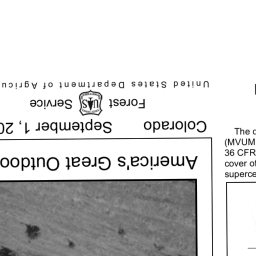 America's Great Outdoo
Colorado September 1, 20
Forest UAS Service
United States Department of Agricu
The
(MVUM
36 CFR
cover of
superce